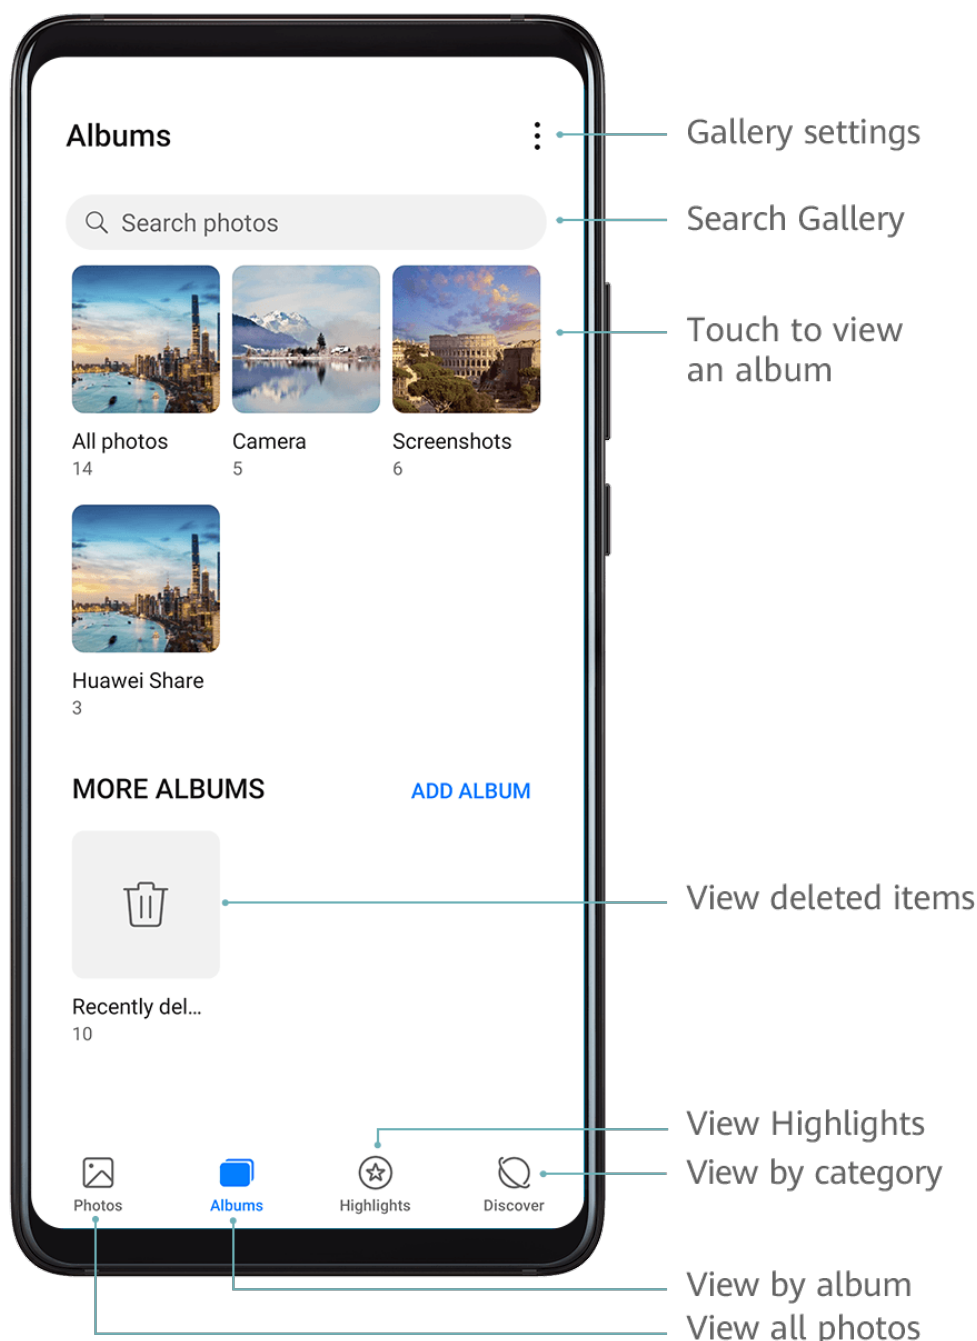 Albums
Gallery settings
Search photos
Search Gallery
Touch to view
an album
All photos
Camera
Screenshots
14
5
6
Huawei Share
3
MORE ALBUMS
ADD ALBUM
View deleted items
Recently del...
10
View Highlights
View by category
Photos
Albums
Highlights
Discover
View by album
View all photos